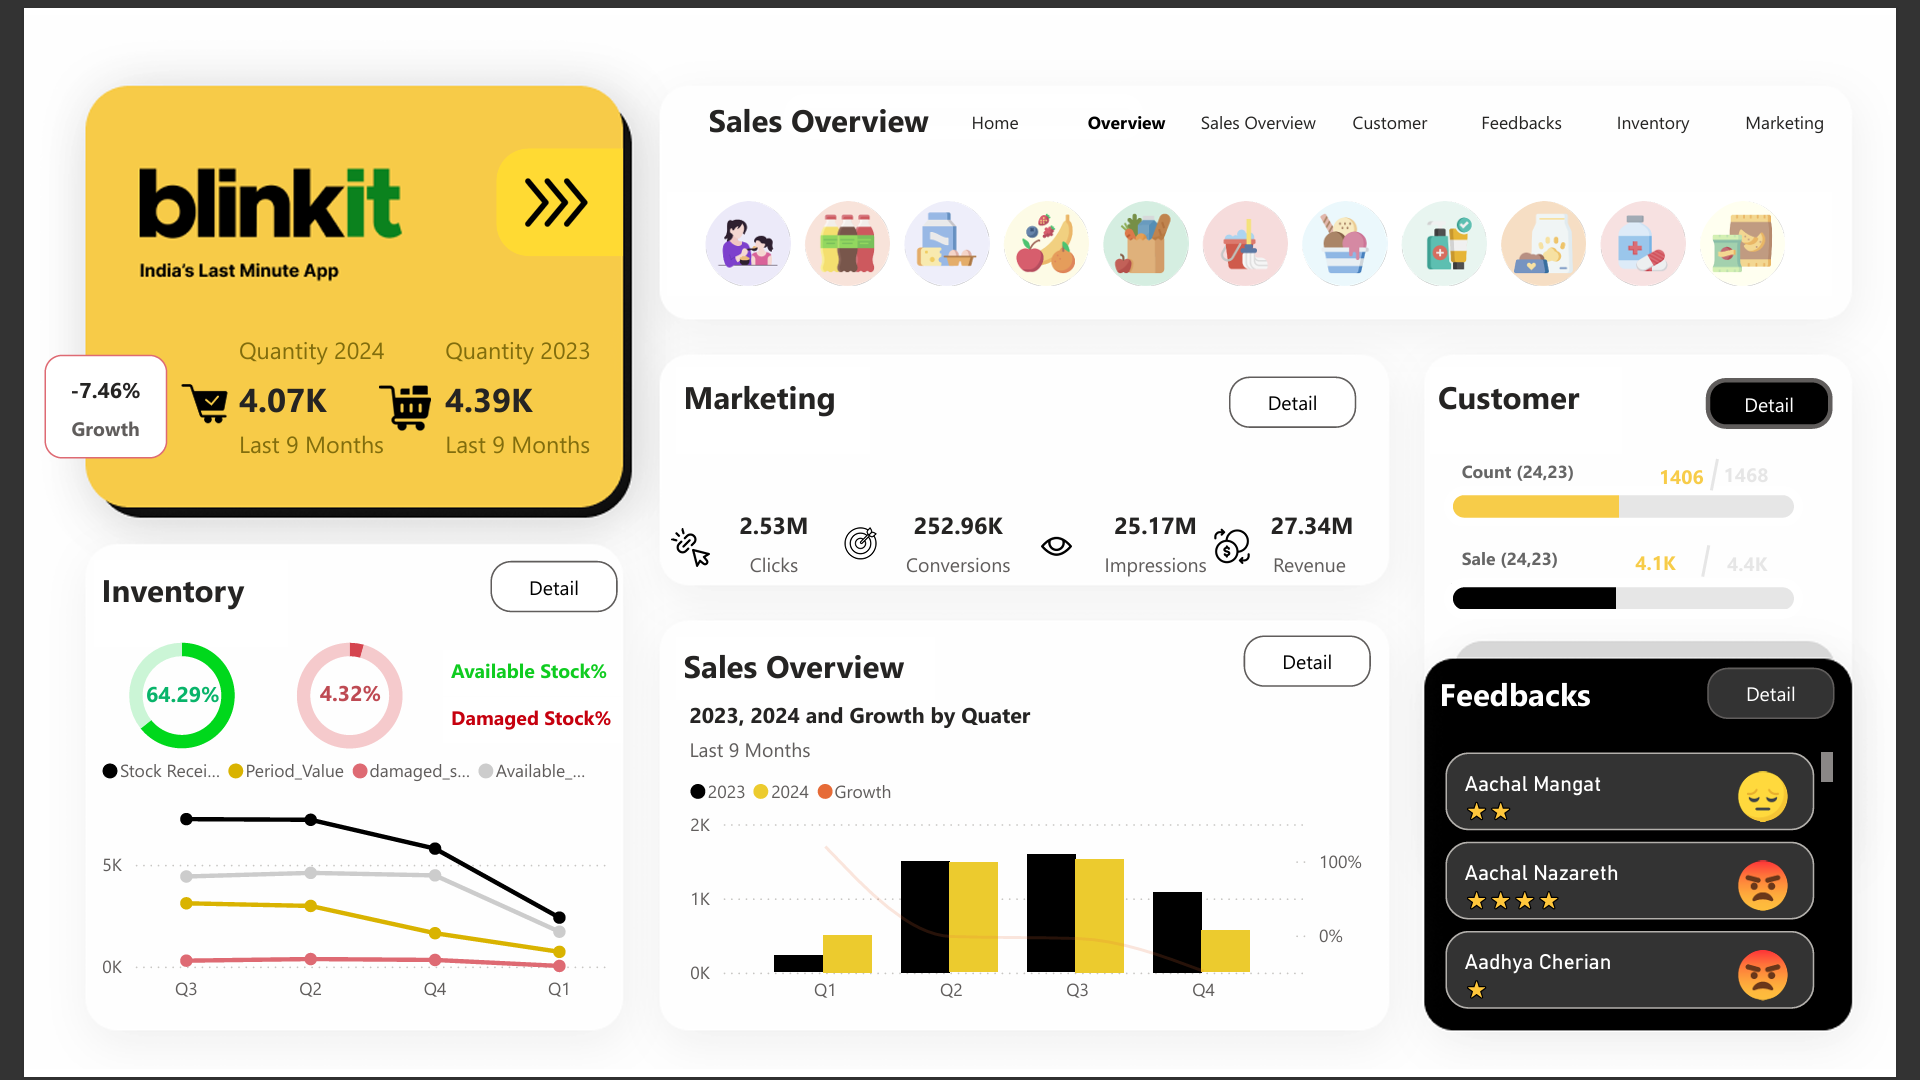 blinkit
India's Last Minute App
Quantity 2024 Quantity 2023
-7.46%
Growth
4.07K 4.39K
Last 9 Months Last 9 Months
Sales Overview Home Overview Sales Overview Customer Feedbacks Inventory Marketing
Marketing Detail
2.53M 252.96K 25.17M 27.34M
Clicks Conversions Impressions Revenue
Customer Detail
Count (24,23) 1406 / 1468
Sale (24,23) 4.1K / 4.4K
Inventory Detail
64.29% 4.32%
Available Stock%
Damaged Stock%
Stock Recei... Period_Value damaged_s... Available_...
5K
0K
Q3 Q2 Q4 Q1
Sales Overview Detail
2023, 2024 and Growth by Quater
Last 9 Months
2023 2024 Growth
2K
100%
1K
0%
0K
Q1 Q2 Q3 Q4
Feedbacks Detail
Aachal Mangat
Aachal Nazareth
Aadhya Cherian